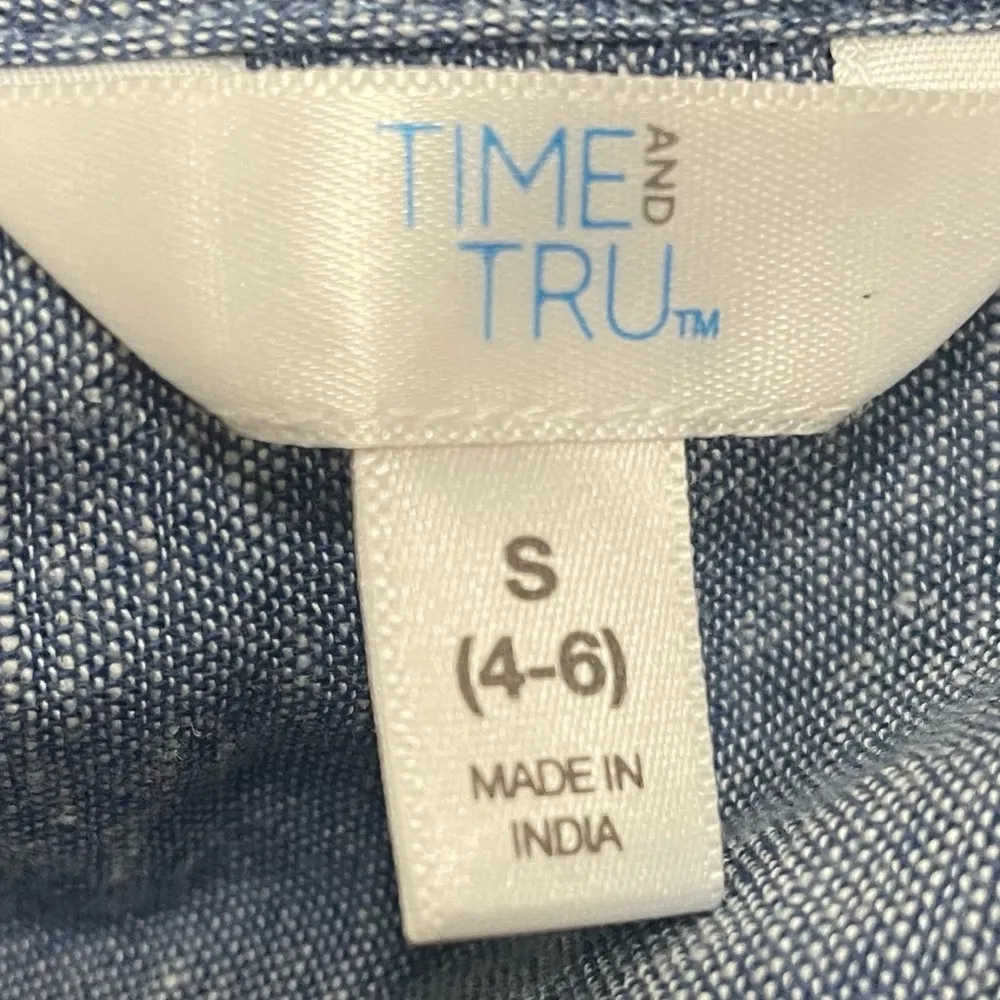 TIME AND
TRU™
S
(4-6)
MADE IN
INDIA